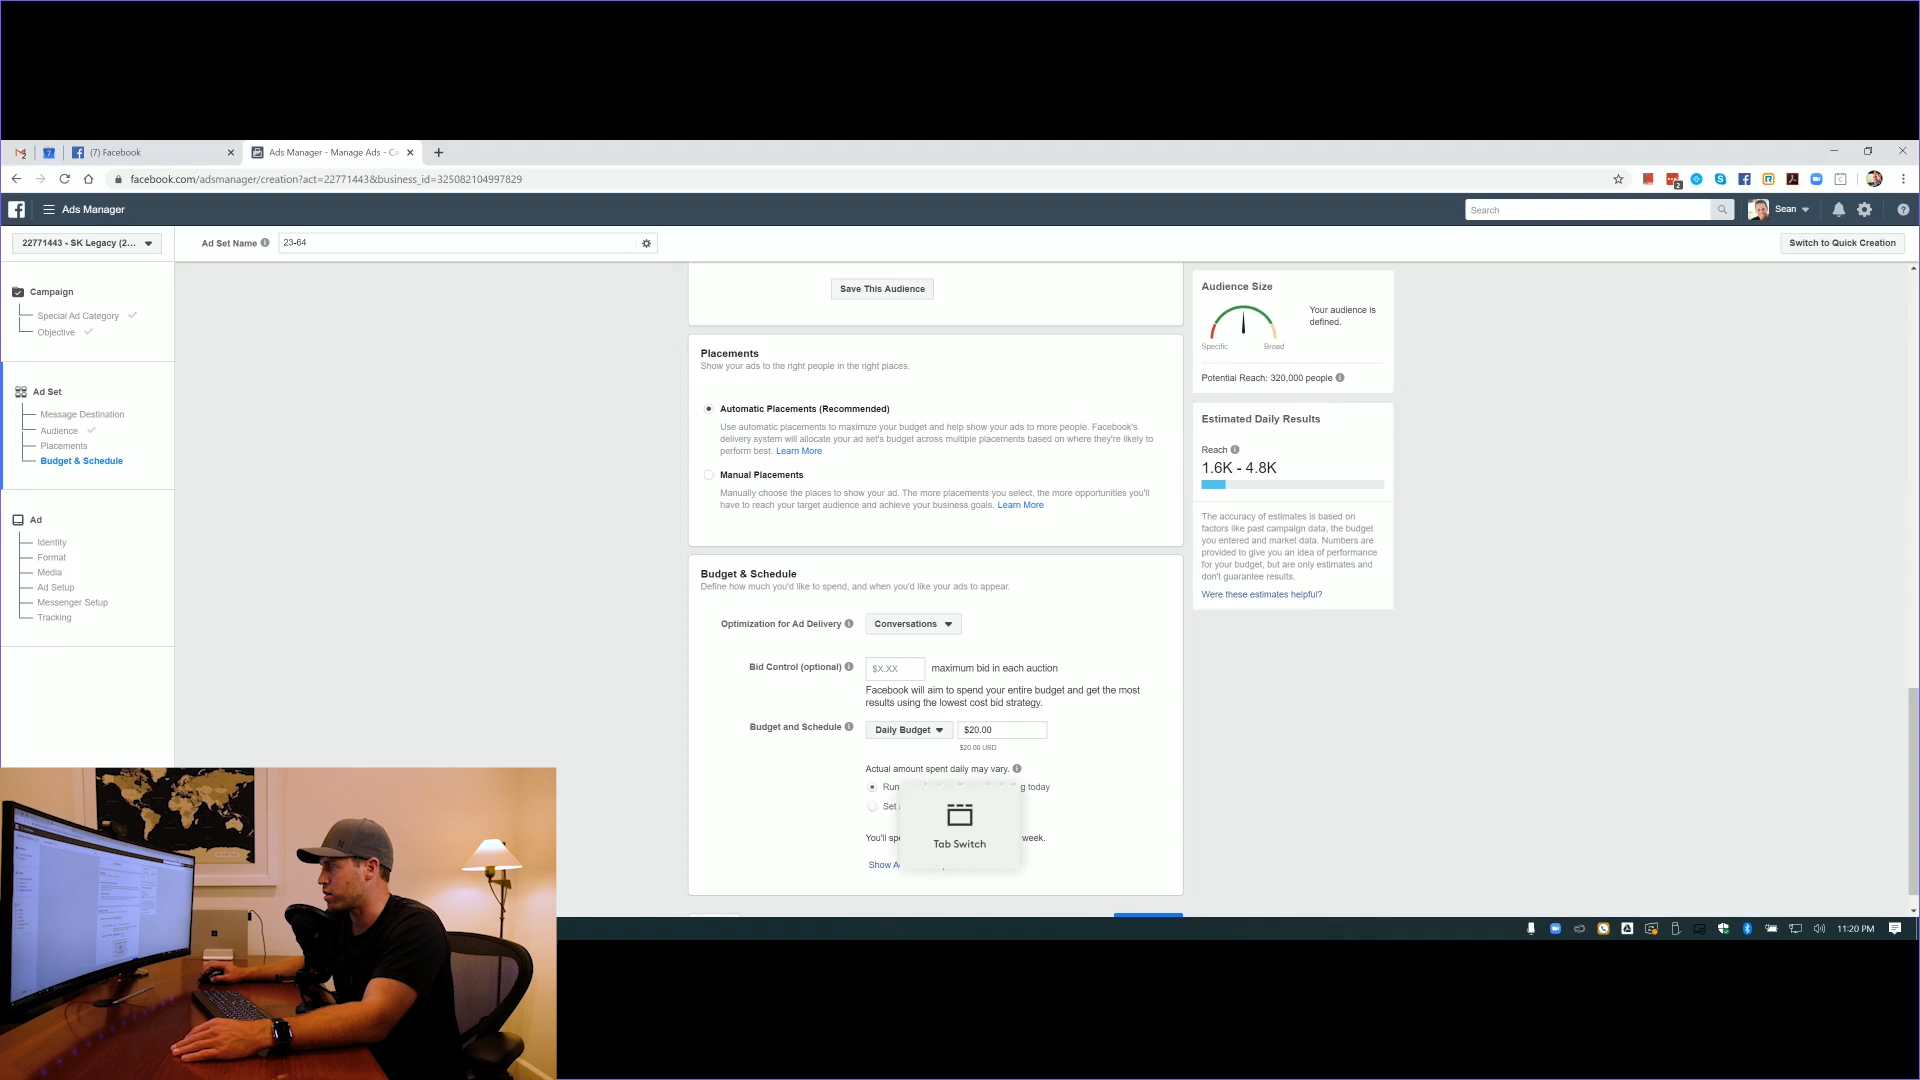 (7) Facebook
Ads Manager - Manage Ads - Ca
facebook.com/adsmanager/creation?act=22771443&business_id=325082104997829
Ads Manager
Search
Sean
22771443 - SK Legacy (2...
Ad Set Name
23-64
Switch to Quick Creation
Campaign
Special Ad Category
Objective
Ad Set
Message Destination
Audience
Placements
Budget & Schedule
Ad
Identity
Format
Media
Ad Setup
Messenger Setup
Tracking
Save This Audience
Placements
Show your ads to the right people in the right places.
Automatic Placements (Recommended)
Use automatic placements to maximize your budget and help show your ads to more people. Facebook's
delivery system will allocate your ad set's budget across multiple placements based on where they're likely to
perform best. Learn More
Manual Placements
Manually choose the places to show your ad. The more placements you select, the more opportunities you'll
have to reach your target audience and achieve your business goals. Learn More
Budget & Schedule
Define how much you'd like to spend, and when you'd like your ads to appear.
Optimization for Ad Delivery
Conversations
Bid Control (optional)
$X.XX
maximum bid in each auction
Facebook will aim to spend your entire budget and get the most
results using the lowest cost bid strategy.
Budget and Schedule
Daily Budget
$20.00
$20.00 USD
Actual amount spent daily may vary.
Run
g today
Set
You'll
week.
Show
Tab Switch
Audience Size
Specific
Broad
Your audience is
defined.
Potential Reach: 320,000 people
Estimated Daily Results
Reach
1.6K - 4.8K
The accuracy of estimates is based on
factors like past campaign data, the budget
you entered and market data. Numbers are
provided to give you an idea of performance
for your budget, but are only estimates and
don't guarantee results.
Were these estimates helpful?
11:20 PM